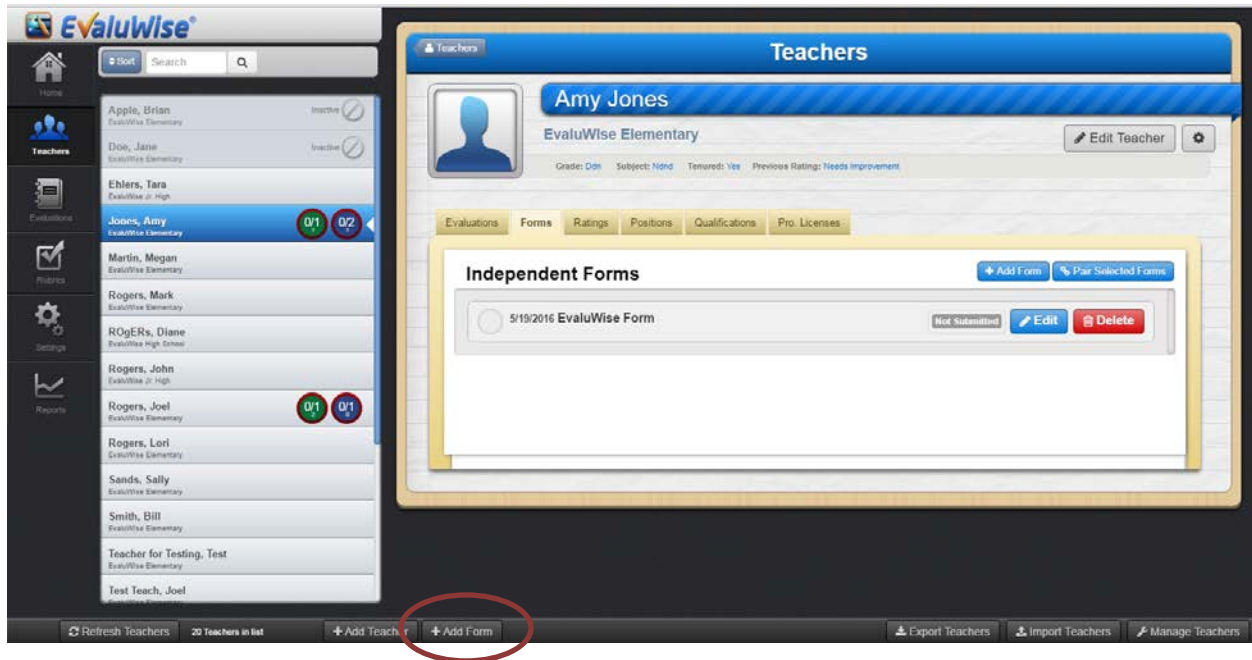 EvaluWise®
Home
Teachers
Evaluations
Rubrics
Settings
Reports
Sort Search
Apple, Brian Inactive
EvaluWise Elementary
Doe, Jane Inactive
EvaluWise Elementary
Ehlers, Tara
EvaluWise Jr. High
Jones, Amy 0/1 0/2
EvaluWise Elementary
Martin, Megan
EvaluWise Elementary
Rogers, Mark
EvaluWise Elementary
ROgERs, Diane
EvaluWise High School
Rogers, John
EvaluWise Jr. High
Rogers, Joel 0/1 0/1
EvaluWise Elementary
Rogers, Lori
EvaluWise Elementary
Sands, Sally
EvaluWise Elementary
Smith, Bill
EvaluWise Elementary
Teacher for Testing, Test
EvaluWise Elementary
Test Teach, Joel
Teachers
Teachers
Amy Jones
EvaluWIse Elementary
Edit Teacher
Grade: Ddn Subject: Ndnd Tenured: Yes Previous Rating: Needs Improvement
Evaluations Forms Ratings Positions Qualifications Pro. Licenses
Independent Forms + Add Form Pair Selected Forms
5/19/2016 EvaluWise Form Not Submitted Edit Delete
Refresh Teachers 20 Teachers in list + Add Teacher + Add Form Export Teachers Import Teachers Manage Teachers